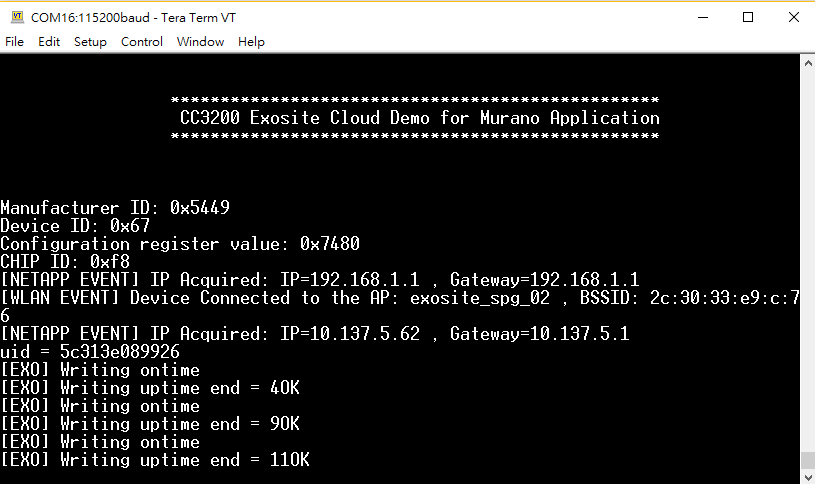 COM16:115200baud - Tera Term VT
File Edit Setup Control Window Help
*************************************************
CC3200 Exosite Cloud Demo for Murano Application
*************************************************
Manufacturer ID: 0x5449
Device ID: 0x67
Configuration register value: 0x7480
CHIP ID: 0xf8
[NETAPP EVENT] IP Acquired: IP=192.168.1.1 , Gateway=192.168.1.1
[WLAN EVENT] Device Connected to the AP: exosite_spg_02 , BSSID: 2c:30:33:e9:c:7
6
[NETAPP EVENT] IP Acquired: IP=10.137.5.62 , Gateway=10.137.5.1
uid = 5c313e089926
[EXO] Writing ontime
[EXO] Writing uptime end = 4OK
[EXO] Writing ontime
[EXO] Writing uptime end = 9OK
[EXO] Writing ontime
[EXO] Writing uptime end = 11OK